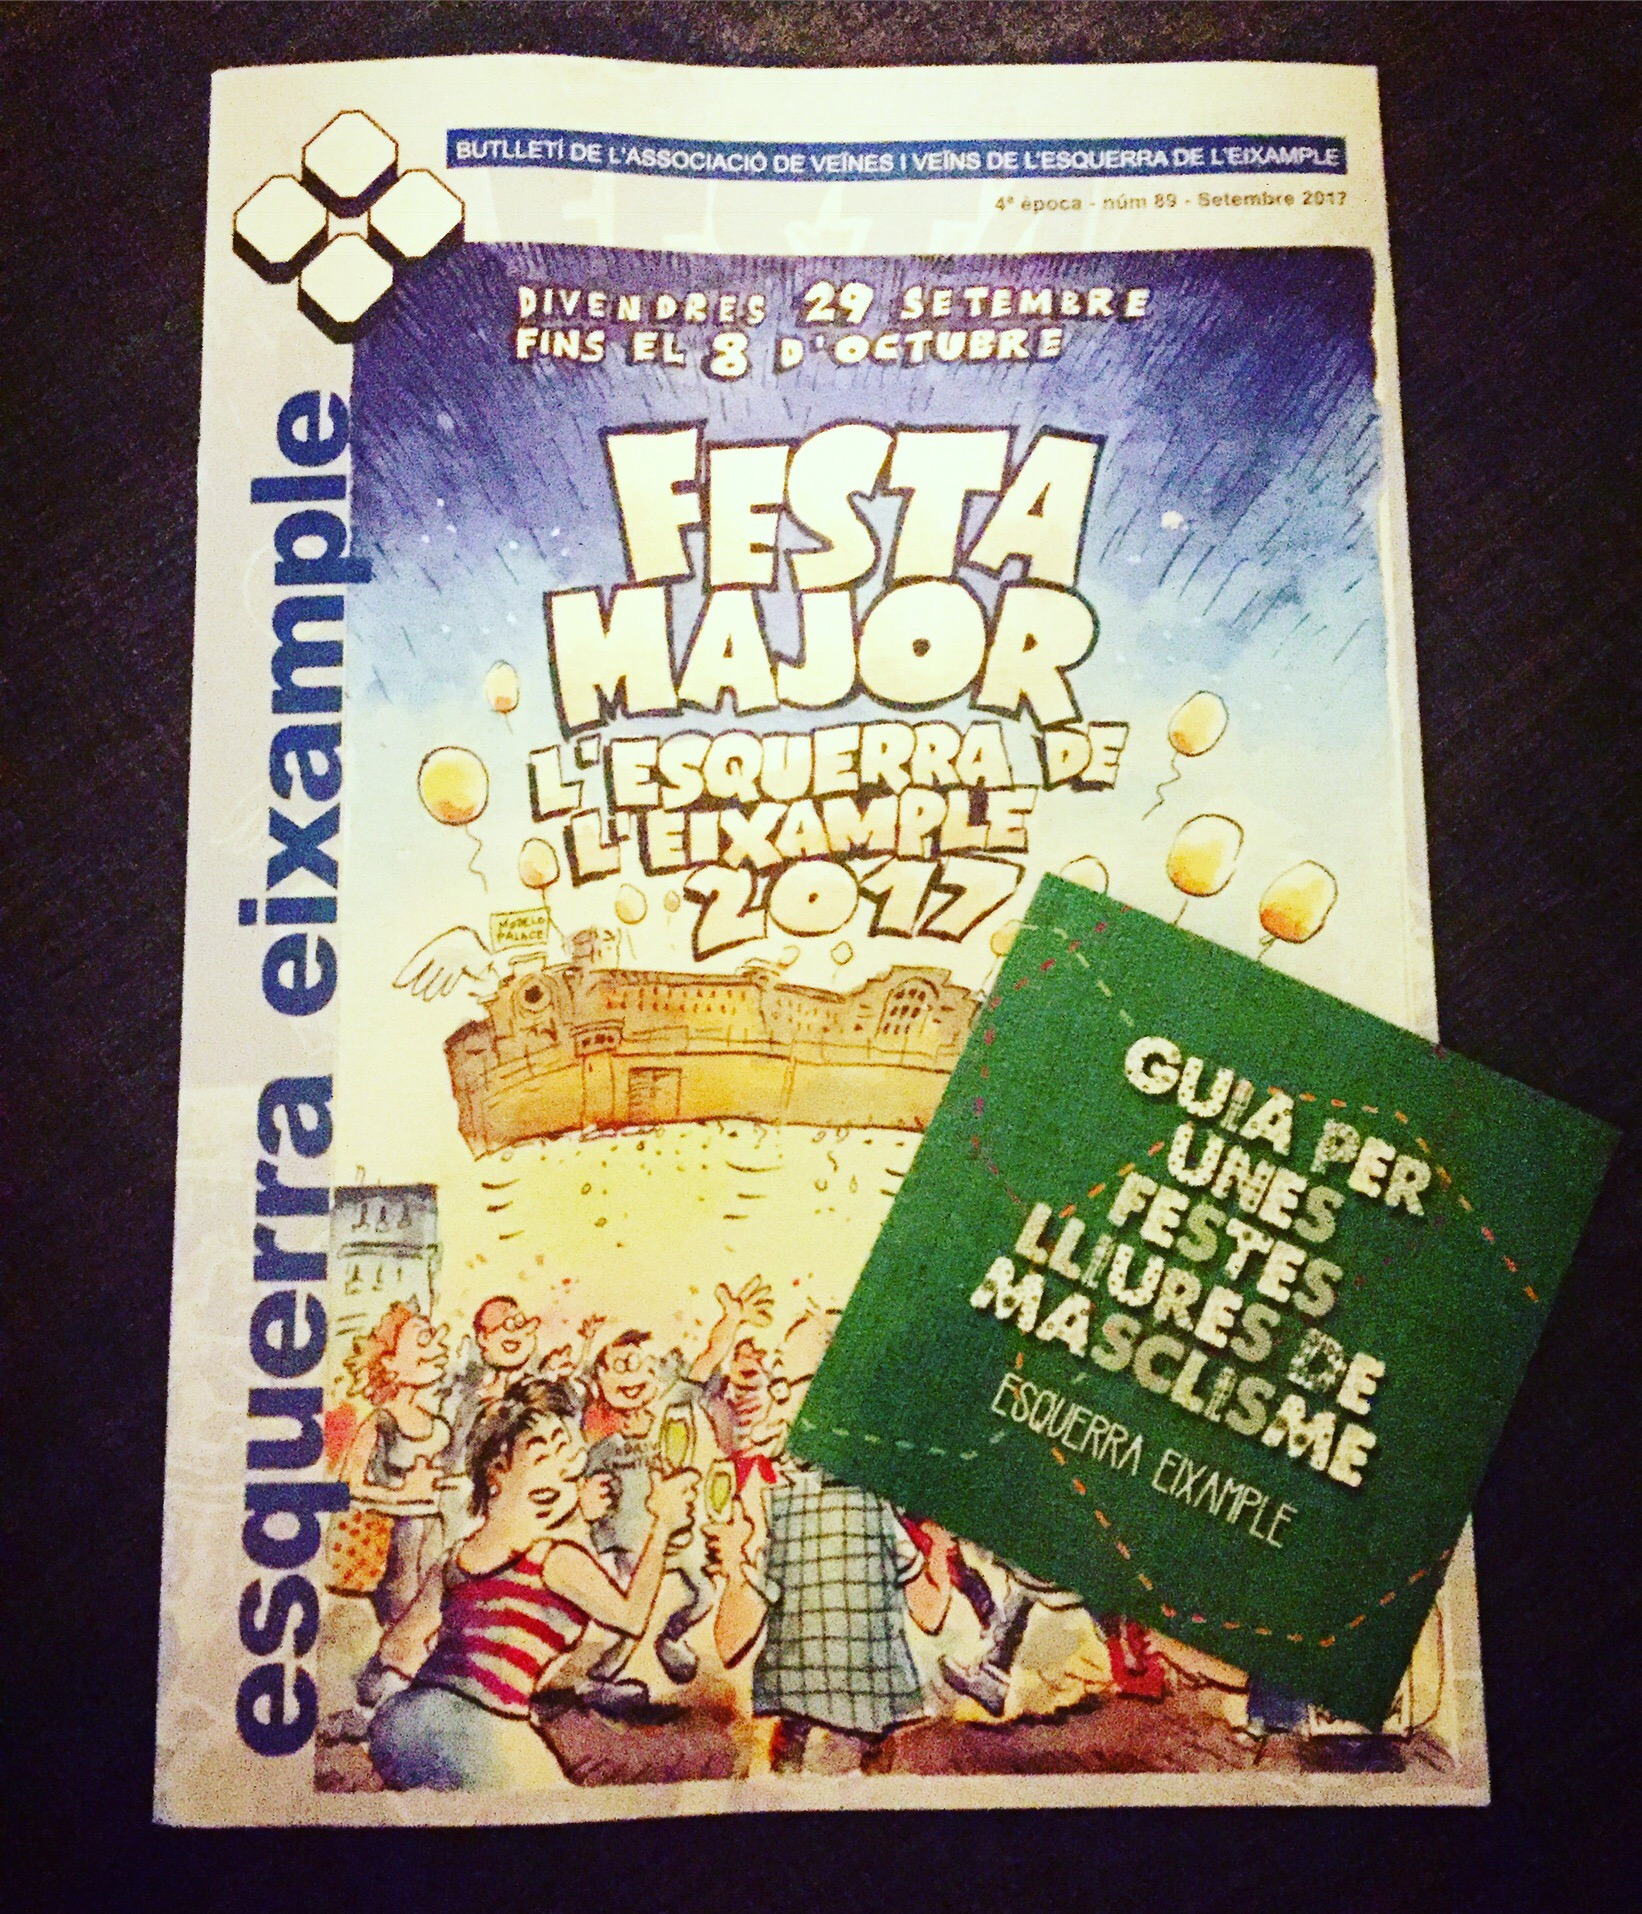 BUTLLETÍ DE L'ASSOCIACIÓ DE VEÏNES I VEÏNS DE L'ESQUERRA DE L'EIXAMPLE
4ª època - núm 89 - Setembre 2017
esquerra eixample
DIVENDRES 29 SETEMBRE
FINS EL 8 D'OCTUBRE
FESTA
MAJOR
L'ESQUERRA DE
L'EIXAMPLE
2017
MODELO
PALACE
GUIA PER
UNES
FESTES
LLIURES DE
MASCLISME
ESQUERRA EIXAMPLE